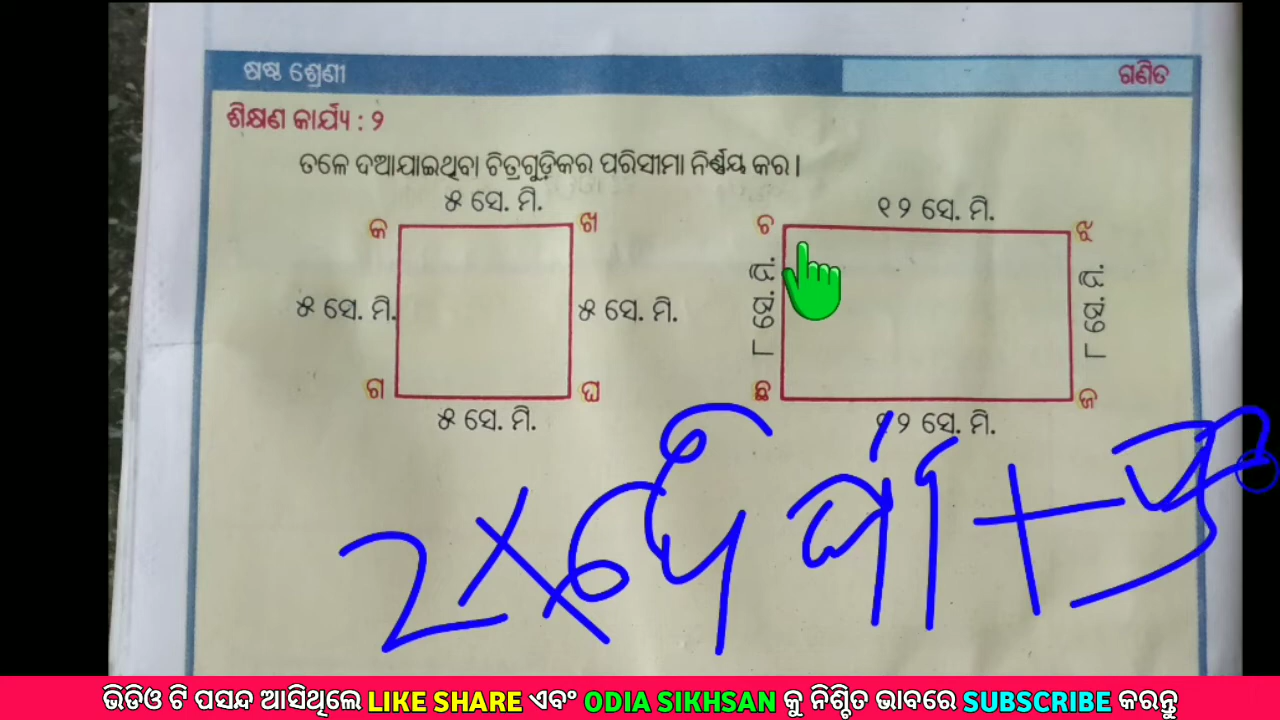 ଷଷ୍ଠ ଶ୍ରେଣୀ
ଗଣିତ
ଶିକ୍ଷଣ କାର୍ଯ୍ୟ : ୨
ତଳେ ଦିଆଯାଇଥିବା ଚିତ୍ରଗୁଡ଼ିକର ପରିସୀମା ନିର୍ଣ୍ଣୟ କର।
୫ ସେ. ମି.
୧୨ ସେ. ମି.
କ
ଖ
ଚ
ଝ
୫ ସେ. ମି.
୫ ସେ. ମି.
୮ ସେ. ମି.
୮ ସେ. ମି.
ଗ
ଘ
ଛ
ଜ
୫ ସେ. ମି.
୧୨ ସେ. ମି.
2 X ଦୈର୍ଘ୍ୟ +
ଭିଡିଓ ଟି ପସନ୍ଦ ଆସିଥିଲେ LIKE SHARE ଏବଂ ODIA SIKHSAN କୁ ନିଶ୍ଚିତ ଭାବରେ SUBSCRIBE କରନ୍ତୁ